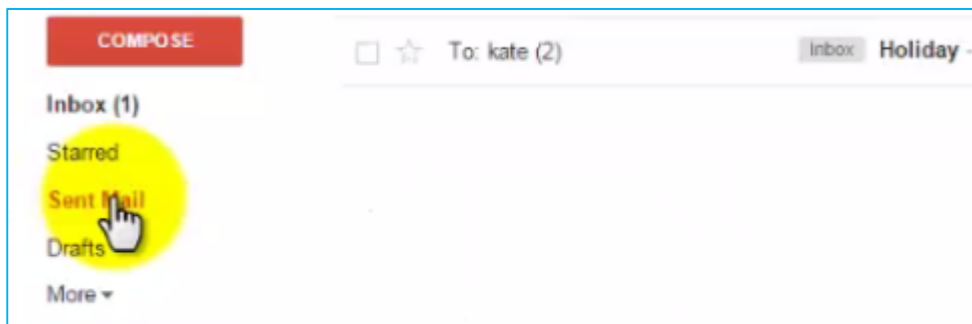 COMPOSE
To: kate (2) Inbox Holiday -
Inbox (1)
Starred
Sent Mail
Drafts
More